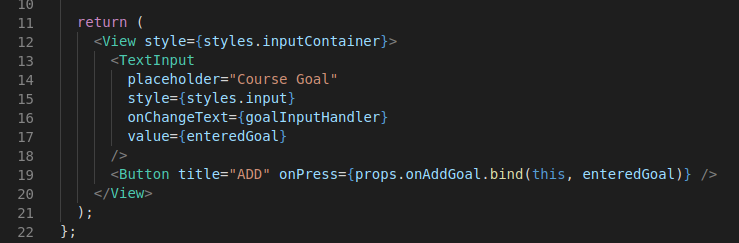 10
11 return (
12 <View style={styles.inputContainer}>
13 <TextInput
14 placeholder="Course Goal"
15 style={styles.input}
16 onChangeText={goalInputHandler}
17 value={enteredGoal}
18 />
19 <Button title="ADD" onPress={props.onAddGoal.bind(this, enteredGoal)} />
20 </View>
21 );
22 };